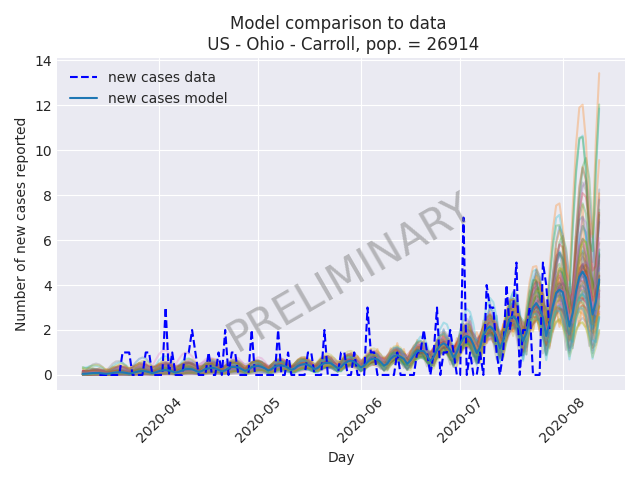 Model comparison to data
US - Ohio - Carroll, pop. = 26914
14
12
10
8
6
4
2
0
Number of new cases reported
new cases data
new cases model
PRELIMINARY
2020-04
2020-05
2020-06
2020-07
2020-08
Day